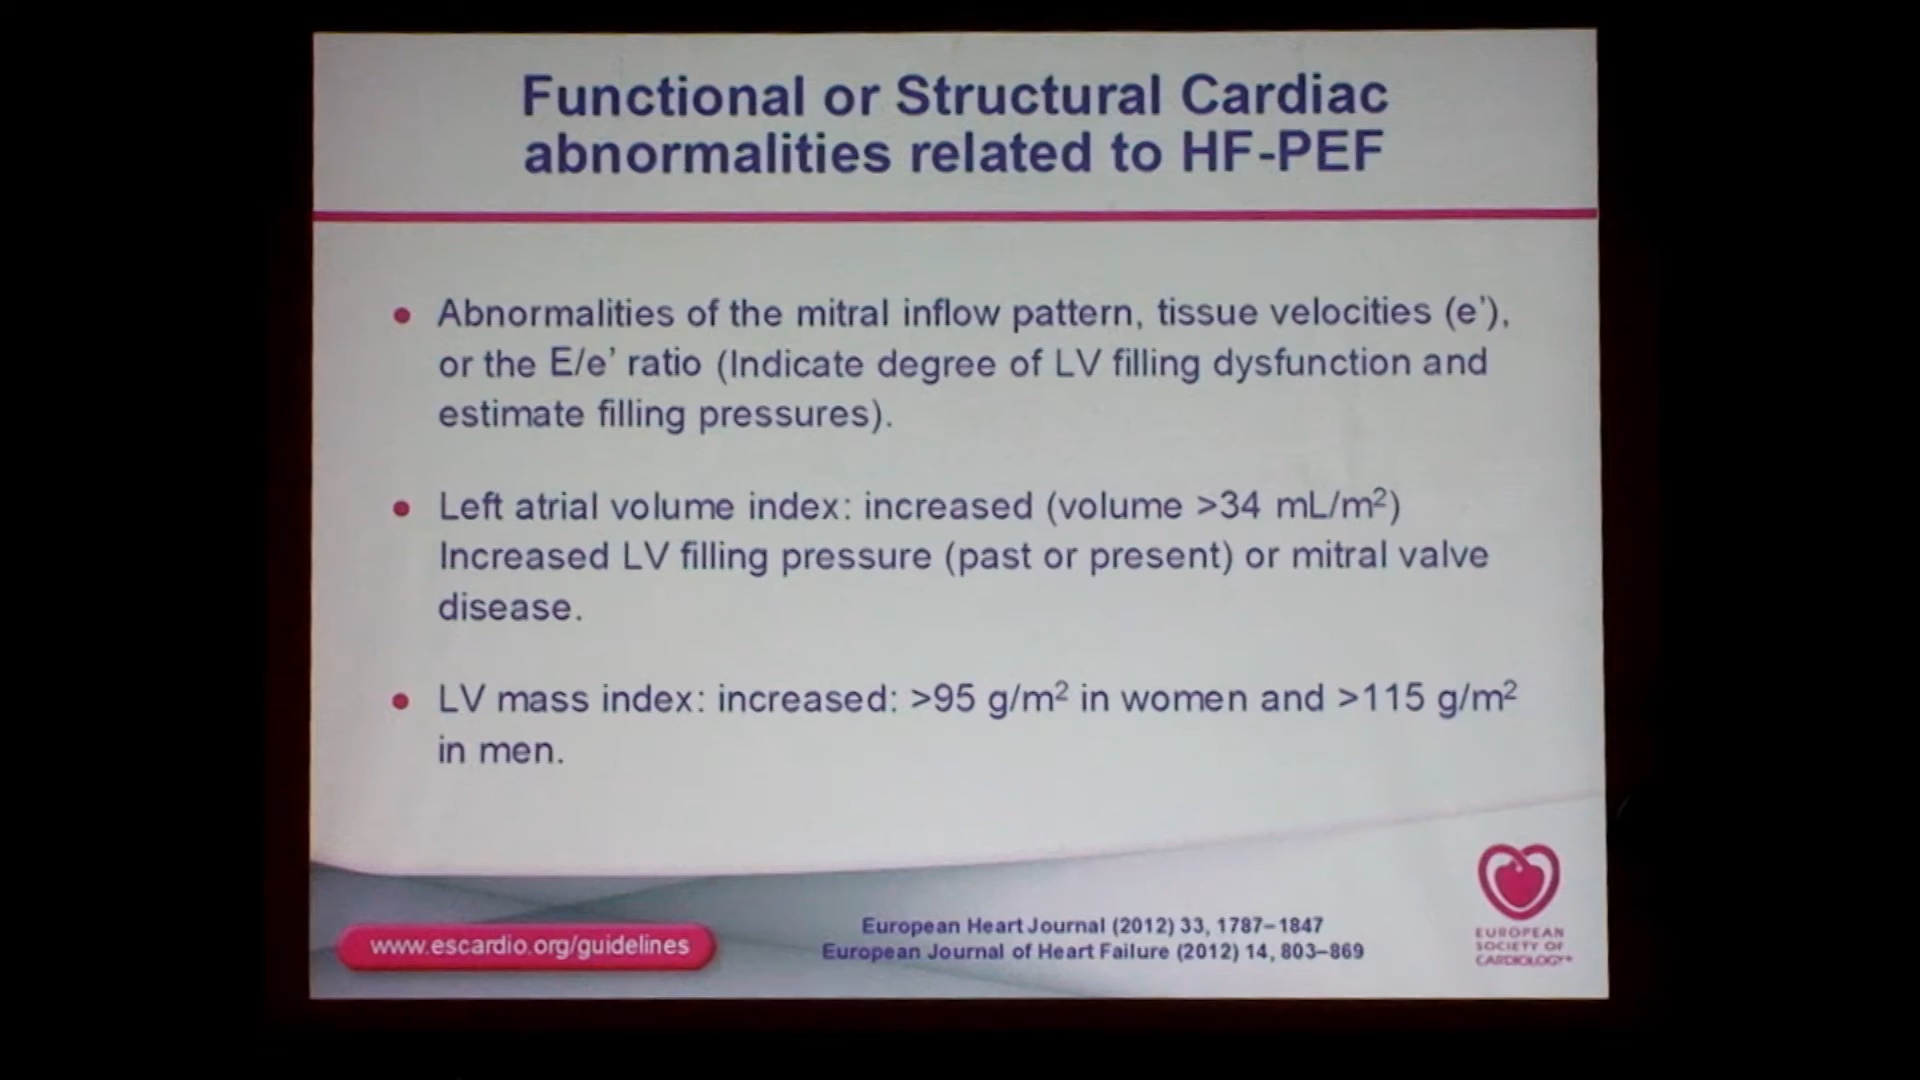 Functional or Structural Cardiac
abnormalities related to HF-PEF
• Abnormalities of the mitral inflow pattern, tissue velocities (e’),
or the E/e’ ratio (Indicate degree of LV filling dysfunction and
estimate filling pressures).
• Left atrial volume index: increased (volume >34 mL/m²)
Increased LV filling pressure (past or present) or mitral valve
disease.
• LV mass index: increased: >95 g/m² in women and >115 g/m²
in men.
www.escardio.org/guidelines
European Heart Journal (2012) 33, 1787–1847
European Journal of Heart Failure (2012) 14, 803–869
EUROPEAN
SOCIETY OF
CARDIOLOGY®